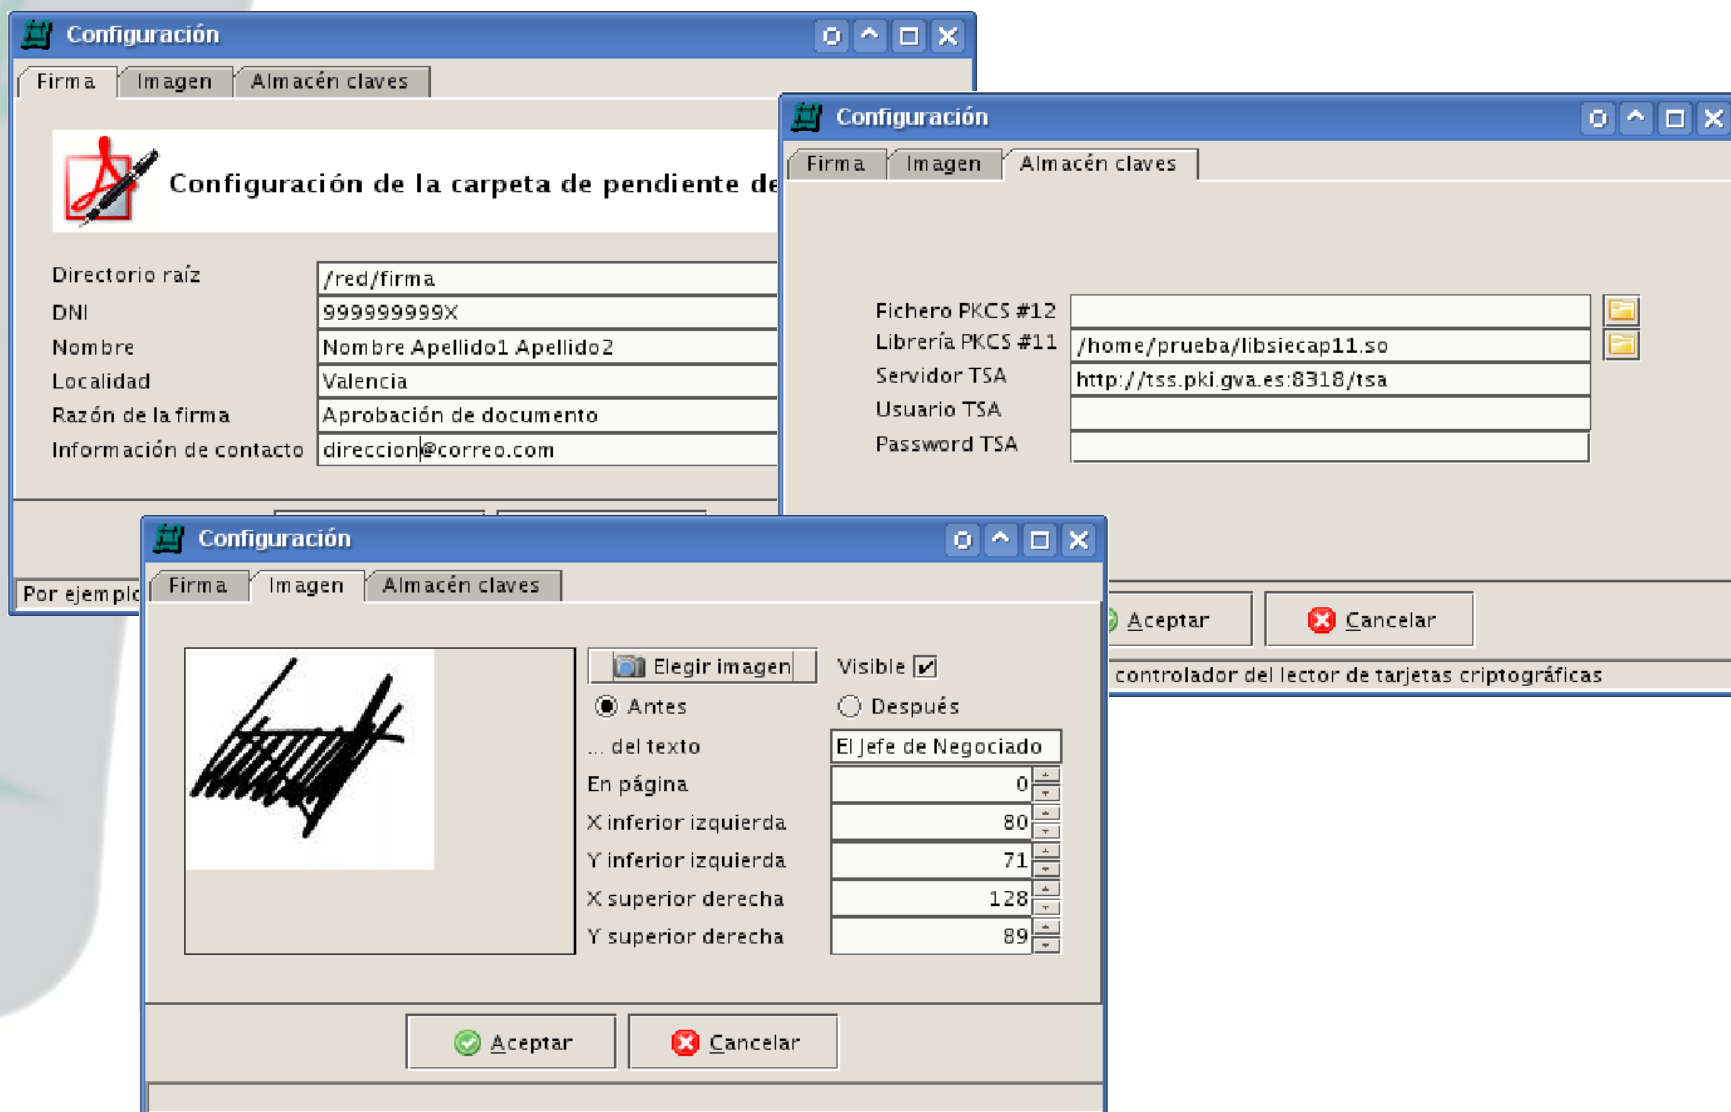 Configuración
Firma Imagen Almacén claves
Configuración de la carpeta de pendiente de
Directorio raíz /red/firma
DNI 999999999X
Nombre Nombre Apellido1 Apellido2
Localidad Valencia
Razón de la firma Aprobación de documento
Información de contacto direccion@correo.com
Por ejemplo
Configuración
Firma Imagen Almacén claves
Fichero PKCS #12
Librería PKCS #11 /home/prueba/libsiecap11.so
Servidor TSA http://tss.pki.gva.es:8318/tsa
Usuario TSA
Password TSA
Aceptar Cancelar
controlador del lector de tarjetas criptográficas
Configuración
Firma Imagen Almacén claves
Elegir imagen Visible
Antes Después
... del texto El Jefe de Negociado
En página 0
X inferior izquierda 80
Y inferior izquierda 71
X superior derecha 128
Y superior derecha 89
Aceptar Cancelar